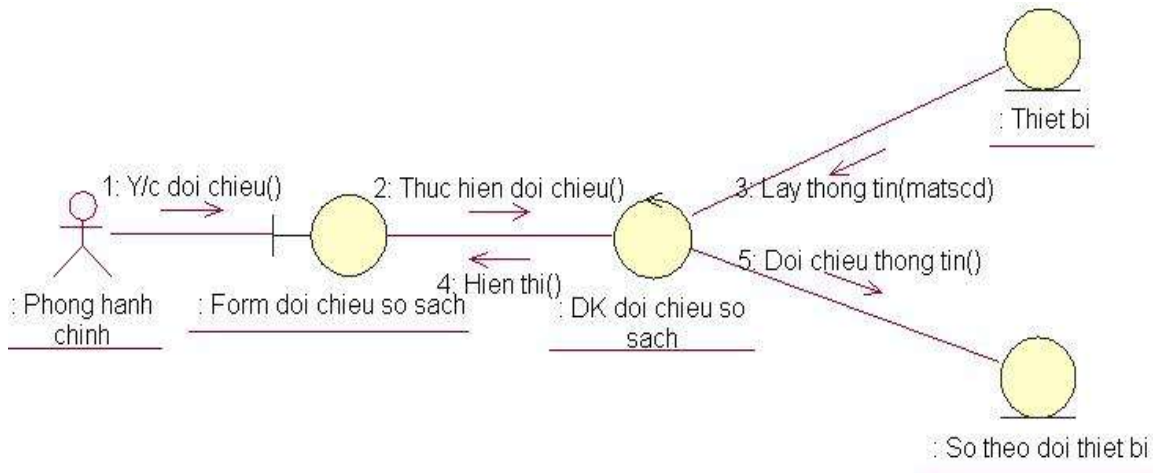 : Thiet bi
1: Y/c doi chieu()
2: Thuc hien doi chieu()
3: Lay thong tin(matscd)
4: Hien thi()
5: Doi chieu thong tin()
: Phong hanh
chinh
: Form doi chieu so sach
: DK doi chieu so
sach
: So theo doi thiet bi